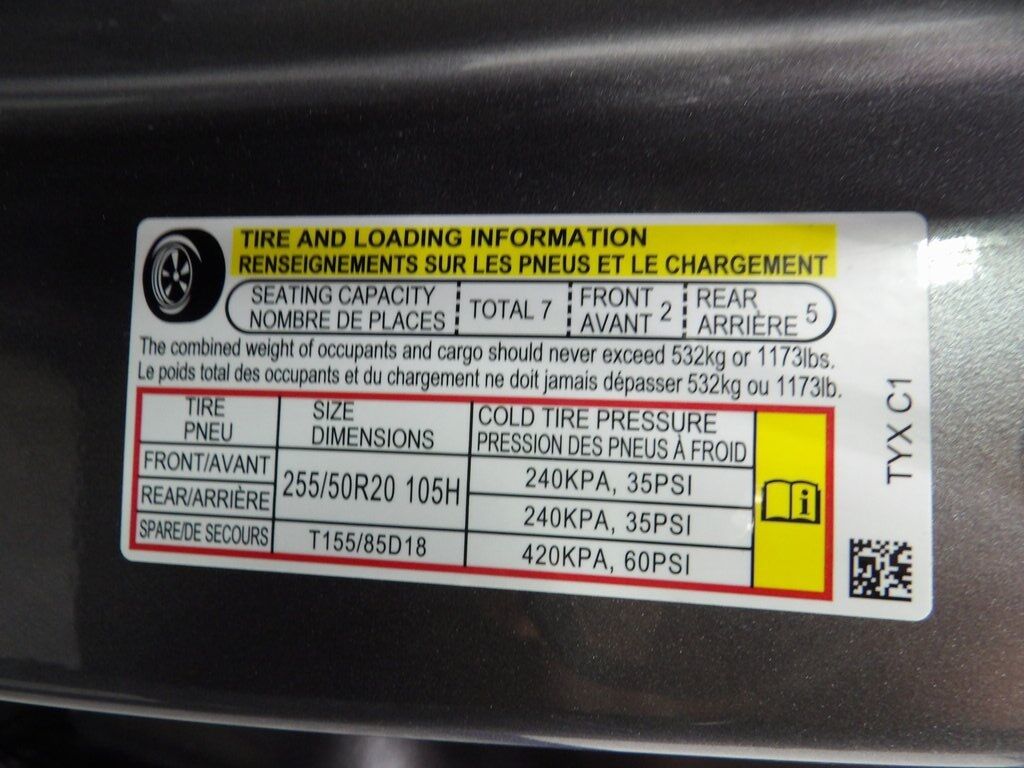 TIRE AND LOADING INFORMATION
RENSEIGNEMENTS SUR LES PNEUS ET LE CHARGEMENT
SEATING CAPACITY
NOMBRE DE PLACES
TOTAL 7
FRONT
AVANT 2
REAR
ARRIÈRE 5
The combined weight of occupants and cargo should never exceed 532kg or 1173lbs.
Le poids total des occupants et du chargement ne doit jamais dépasser 532kg ou 1173lb.
TIRE
PNEU
SIZE
DIMENSIONS
COLD TIRE PRESSURE
PRESSION DES PNEUS À FROID
FRONT/AVANT
255/50R20 105H
240KPA, 35PSI
REAR/ARRIÈRE
240KPA, 35PSI
SPARE/DE SECOURS
T155/85D18
420KPA, 60PSI
TYX C1